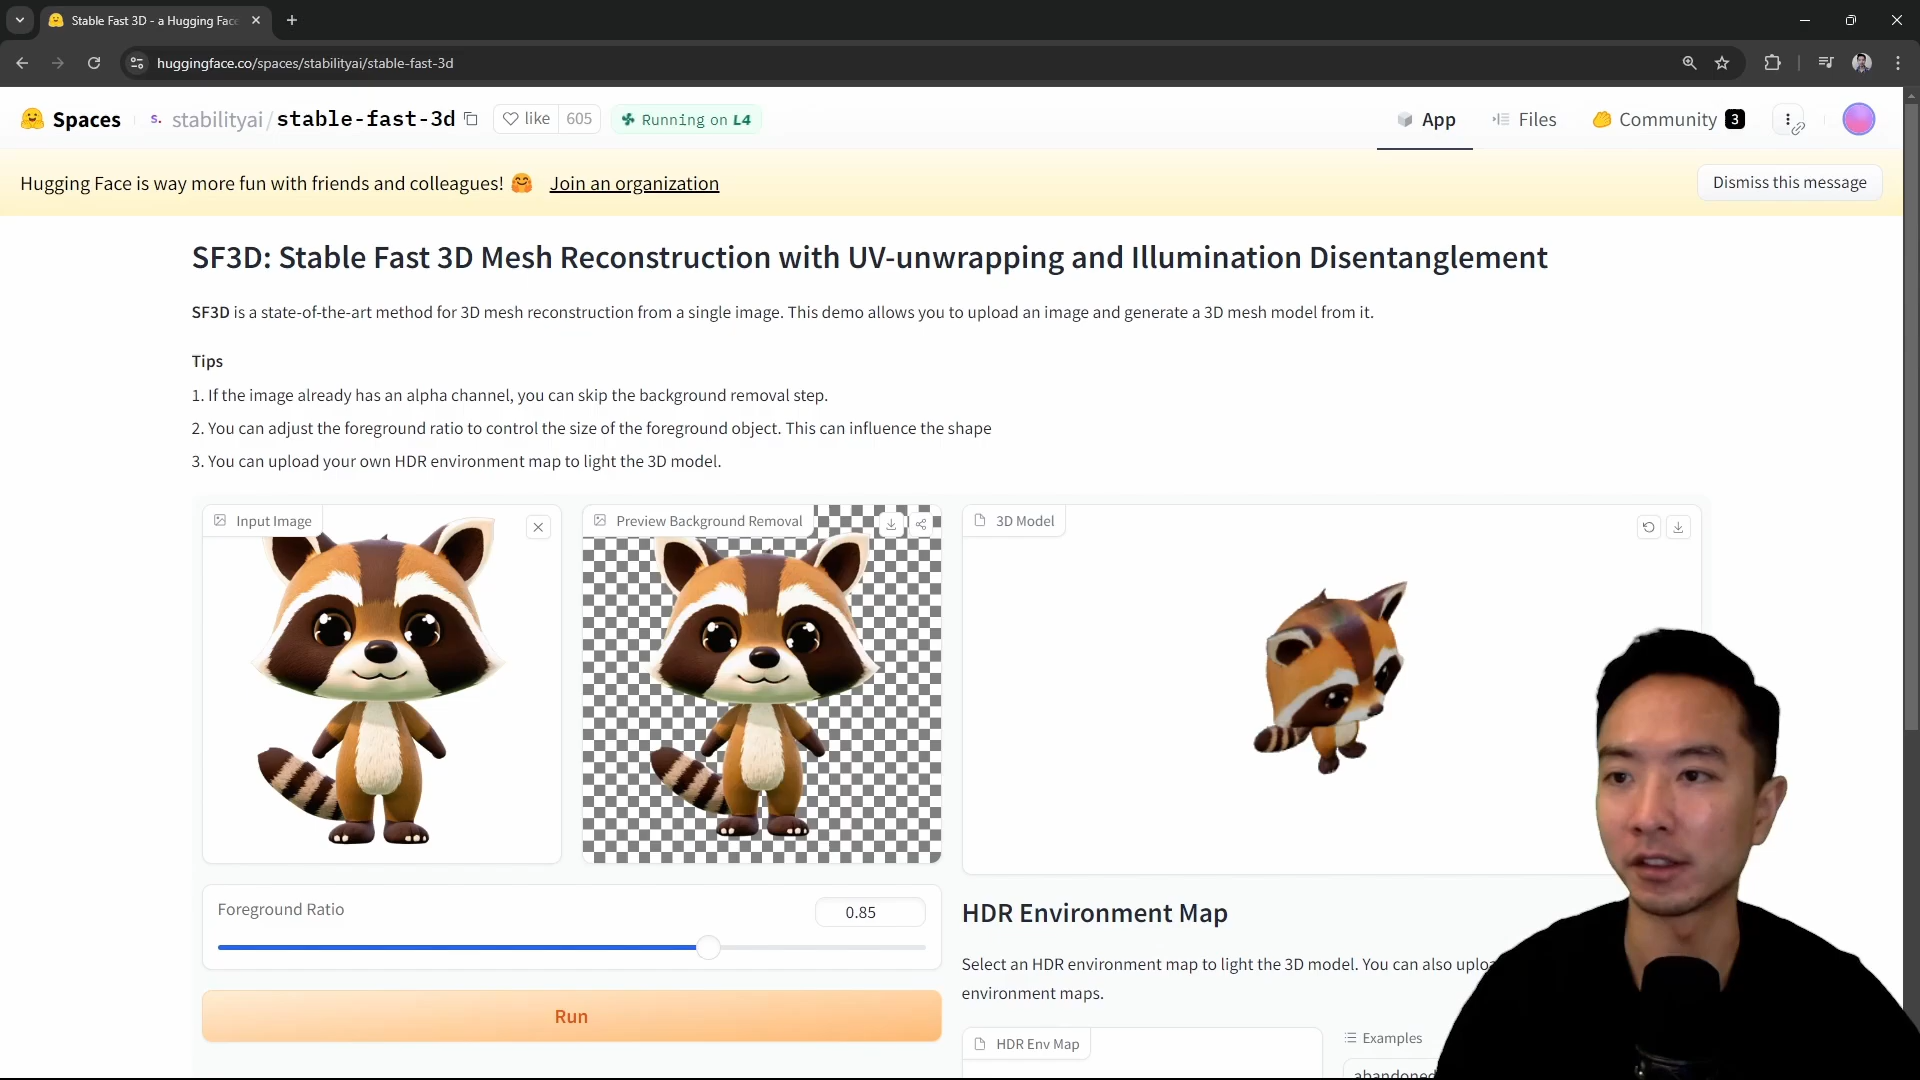 Stable Fast 3D - a Hugging Face
huggingface.co/spaces/stabilityai/stable-fast-3d
Spaces
S. stabilityai/stable-fast-3d
like 605
Running on L4
App
Files
Community 3
Hugging Face is way more fun with friends and colleagues! 🤗 Join an organization
Dismiss this message
SF3D: Stable Fast 3D Mesh Reconstruction with UV-unwrapping and Illumination Disentanglement
SF3D is a state-of-the-art method for 3D mesh reconstruction from a single image. This demo allows you to upload an image and generate a 3D mesh model from it.
Tips
1. If the image already has an alpha channel, you can skip the background removal step.
2. You can adjust the foreground ratio to control the size of the foreground object. This can influence the shape
3. You can upload your own HDR environment map to light the 3D model.
Input Image
Preview Background Removal
3D Model
Foreground Ratio
0.85
Run
HDR Environment Map
Select an HDR environment map to light the 3D model. You can also
environment maps.
HDR Env Map
Examples